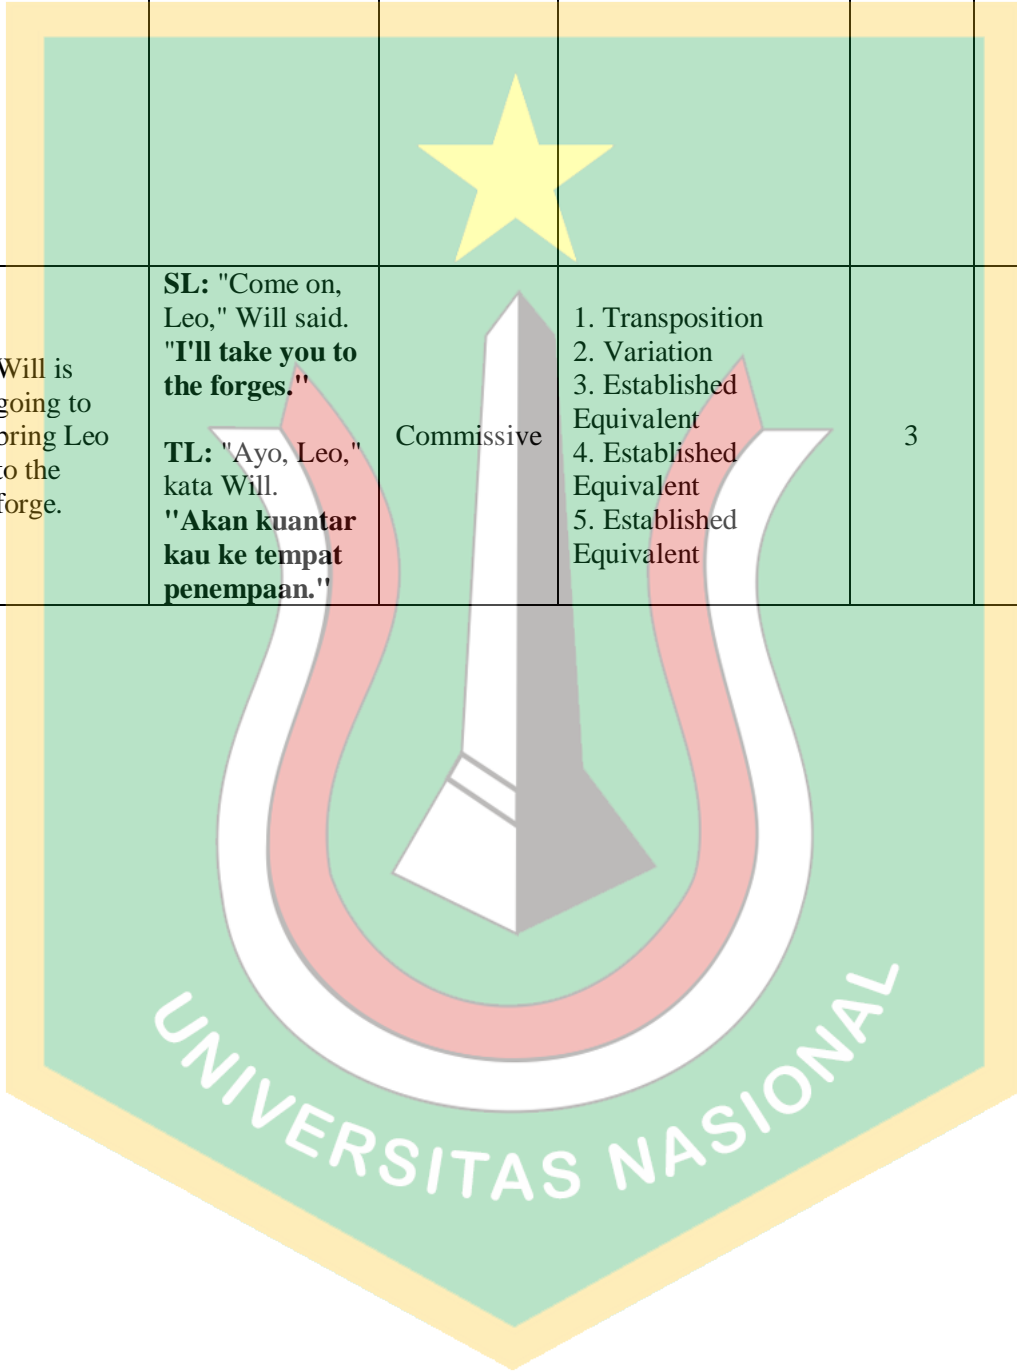 Will is
going to
bring Leo
to the
forge.
SL: "Come on,
Leo," Will said.
"I'll take you to
the forges."
TL: "Ayo, Leo,"
kata Will.
"Akan kuantar
kau ke tempat
penempaan."
Commissive
1. Transposition
2. Variation
3. Established
Equivalent
4. Established
Equivalent
5. Established
Equivalent
3
UNIVERSITAS NASIONAL